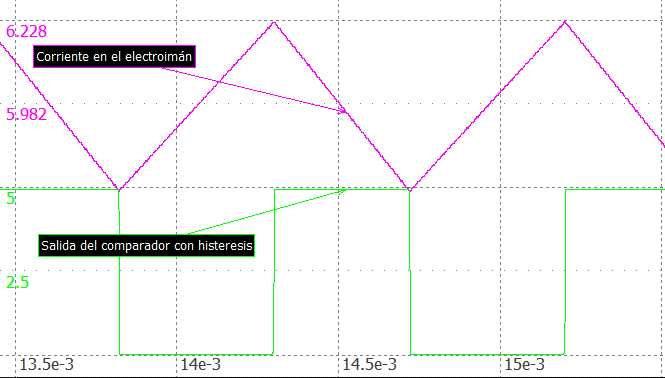 6.228
Corriente en el electroimán
5.982
5
Salida del comparador con histeresis
2.5
13.5e-3
14e-3
14.5e-3
15e-3